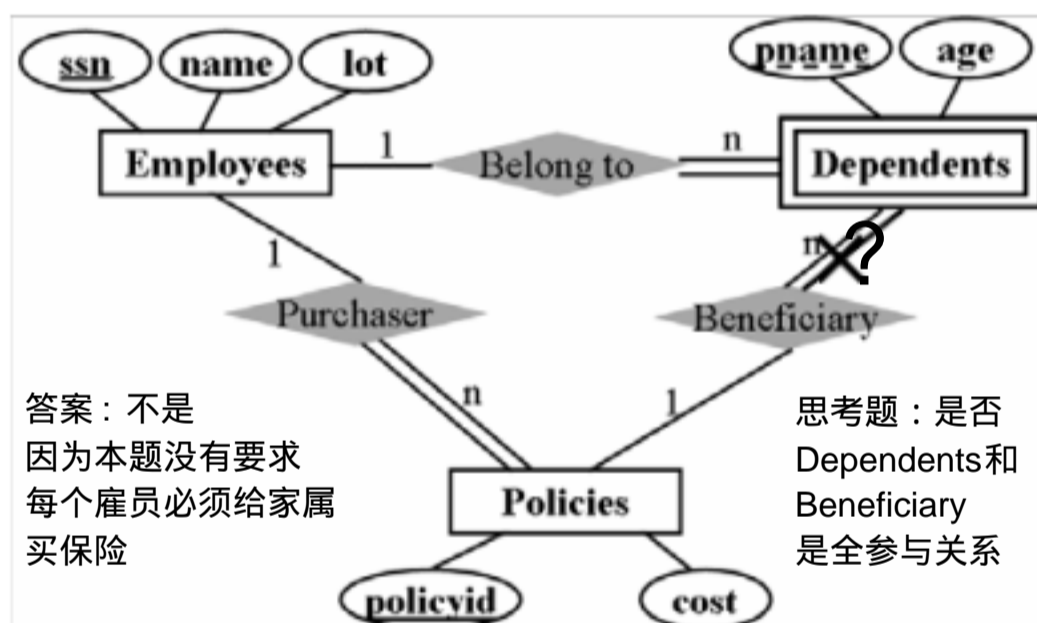 ssn name lot pname age
Employees 1 Belong to n Dependents
1 n ?
Purchaser Beneficiary
n 1
答案：不是
因为本题没有要求
每个雇员必须给家属
买保险
思考题：是否
Dependents和
Beneficiary
是全参与关系
Policies
policyid cost